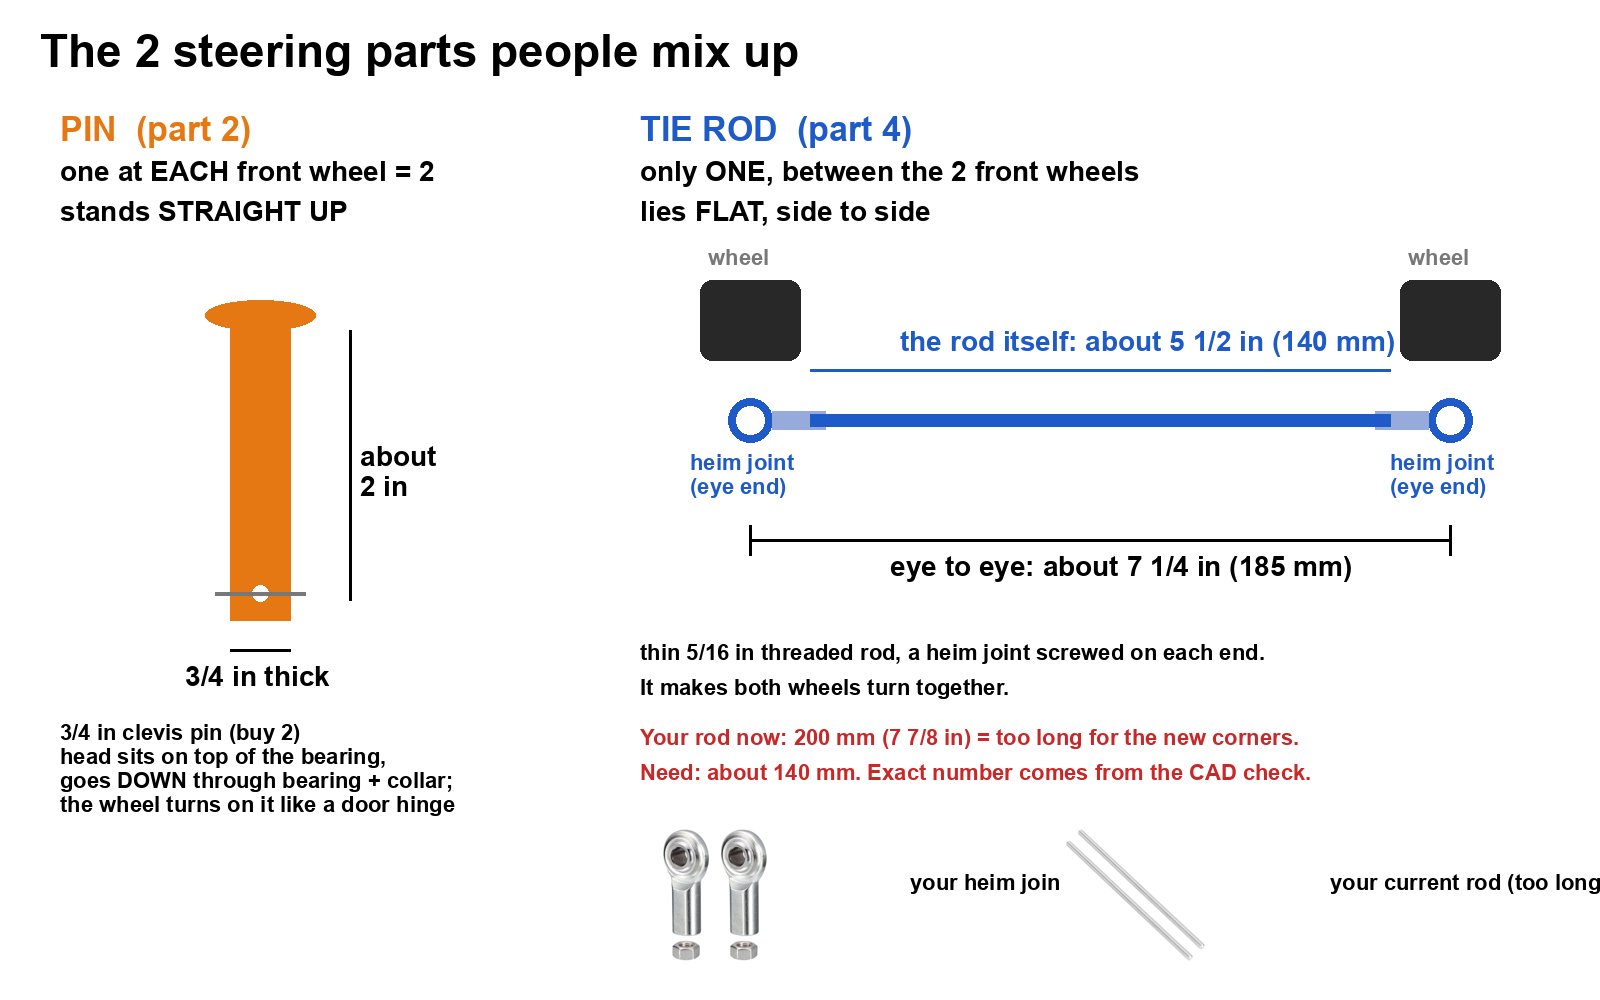 The 2 steering parts people mix up
PIN (part 2)
one at EACH front wheel = 2
stands STRAIGHT UP
about
2 in
3/4 in thick
3/4 in clevis pin (buy 2)
head sits on top of the bearing,
goes DOWN through bearing + collar;
the wheel turns on it like a door hinge
TIE ROD (part 4)
only ONE, between the 2 front wheels
lies FLAT, side to side
wheel
wheel
the rod itself: about 5 1/2 in (140 mm)
heim joint
(eye end)
heim joint
(eye end)
eye to eye: about 7 1/4 in (185 mm)
thin 5/16 in threaded rod, a heim joint screwed on each end.
It makes both wheels turn together.
Your rod now: 200 mm (7 7/8 in) = too long for the new corners.
Need: about 140 mm. Exact number comes from the CAD check.
your heim join
your current rod (too long